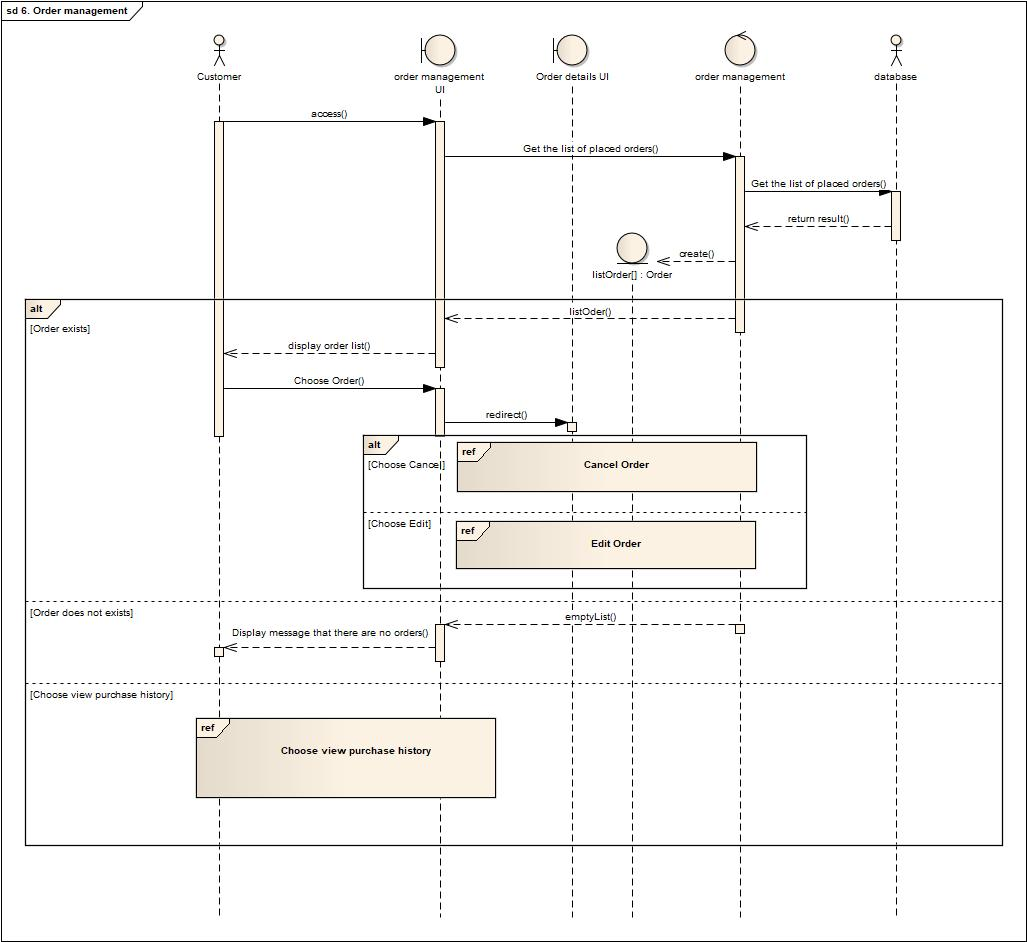 sd 6. Order management
Customer
order management
UI
Order details UI
order management
database
access()
Get the list of placed orders()
Get the list of placed orders()
return result()
create()
listOrder[] : Order
alt
[Order exists]
listOder()
display order list()
Choose Order()
redirect()
alt
[Choose Cancel]
ref
Cancel Order
[Choose Edit]
ref
Edit Order
[Order does not exists]
emptyList()
Display message that there are no orders()
[Choose view purchase history]
ref
Choose view purchase history